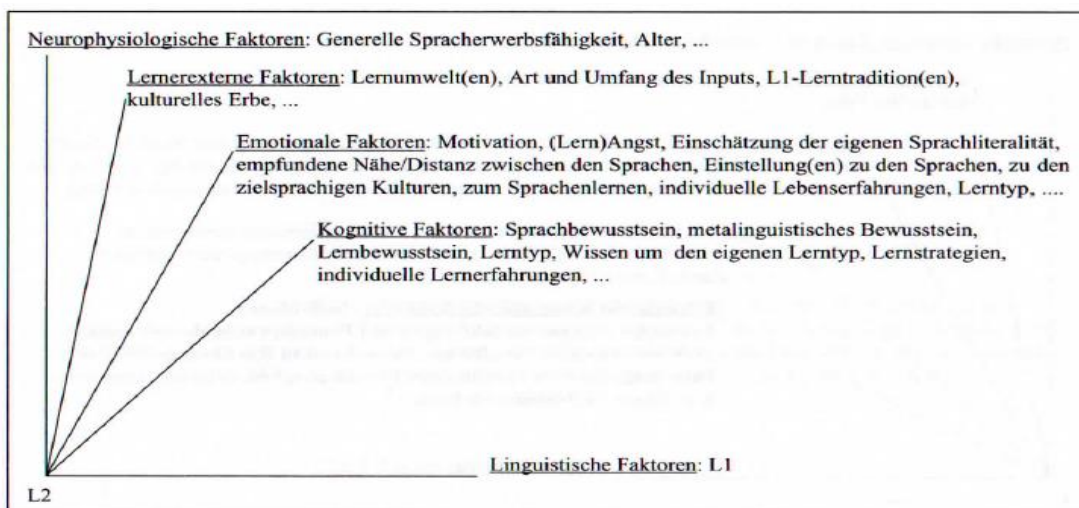 Neurophysiologische Faktoren: Generelle Spracherwerbsfähigkeit, Alter, ...
Lernerexterne Faktoren: Lernumwelt(en), Art und Umfang des Inputs, L1-Lerntradition(en),
kulturelles Erbe, ...
Emotionale Faktoren: Motivation, (Lern)Angst, Einschätzung der eigenen Sprachliteralität,
empfundene Nähe/Distanz zwischen den Sprachen, Einstellung(en) zu den Sprachen, zu den
zielsprachigen Kulturen, zum Sprachenlernen, individuelle Lebenserfahrungen, Lerntyp, ....
Kognitive Faktoren: Sprachbewusstsein, metalinguistisches Bewusstsein,
Lernbewusstsein, Lerntyp, Wissen um den eigenen Lerntyp, Lernstrategien,
individuelle Lernerfahrungen, ...
Linguistische Faktoren: L1
L2